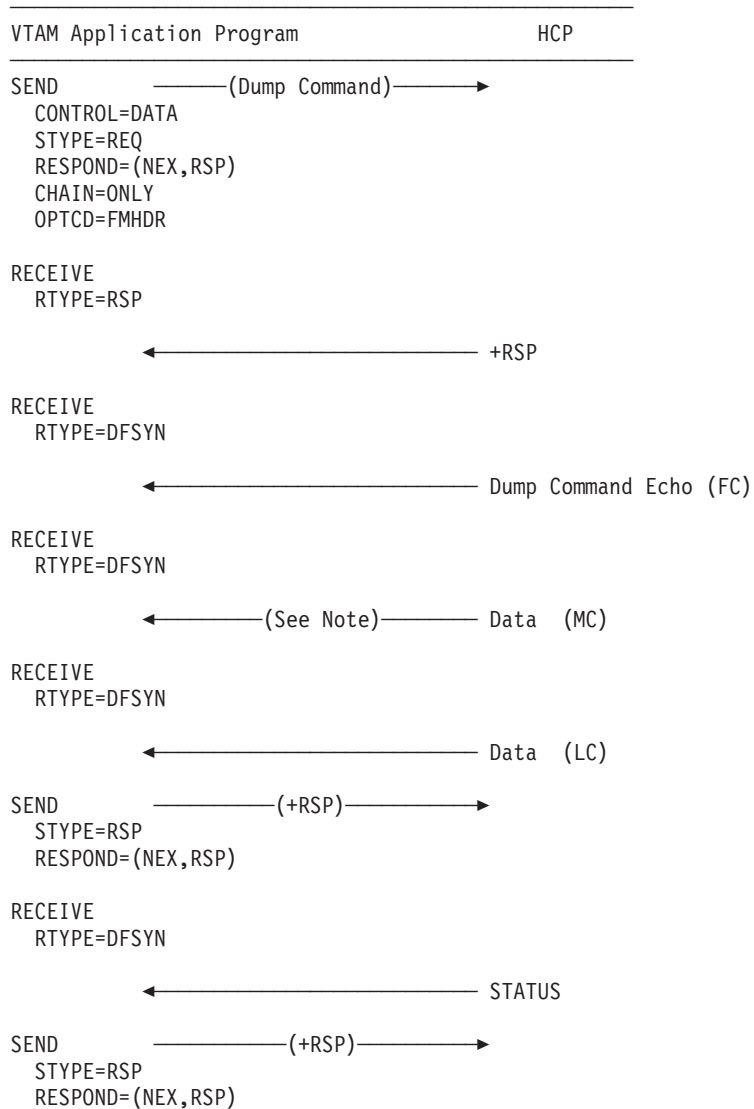 VTAM Application Program HCP
SEND (Dump Command)
CONTROL=DATA
STYPE=REQ
RESPOND=(NEX,RSP)
CHAIN=ONLY
OPTCD=FMHDR
RECEIVE
RTYPE=RSP
+RSP
RECEIVE
RTYPE=DFSYN
Dump Command Echo (FC)
RECEIVE
RTYPE=DFSYN
(See Note) Data (MC)
RECEIVE
RTYPE=DFSYN
Data (LC)
SEND (+RSP)
STYPE=RSP
RESPOND=(NEX,RSP)
RECEIVE
RTYPE=DFSYN
STATUS
SEND (+RSP)
STYPE=RSP
RESPOND=(NEX,RSP)